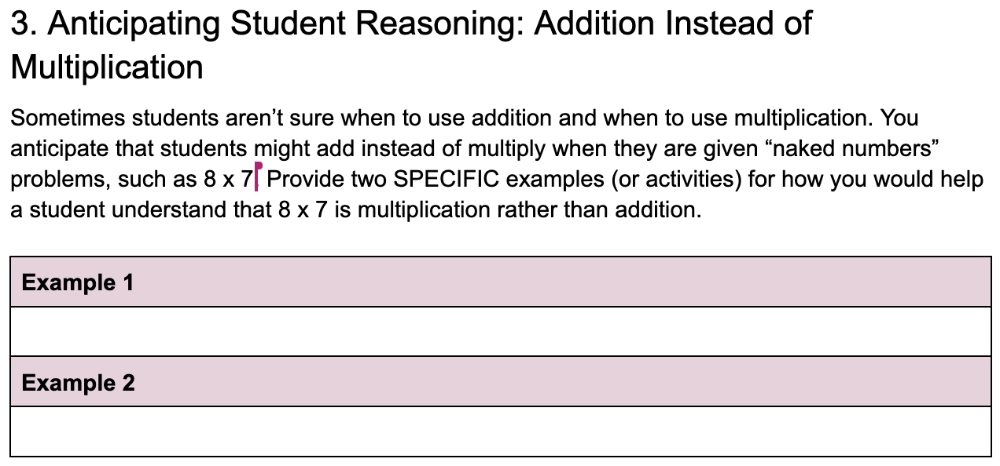 3. Anticipating Student Reasoning: Addition Instead of
Multiplication
Sometimes students aren’t sure when to use addition and when to use multiplication. You
anticipate that students might add instead of multiply when they are given “naked numbers”
problems, such as 8 x 7. Provide two SPECIFIC examples (or activities) for how you would help
a student understand that 8 x 7 is multiplication rather than addition.
Example 1
Example 2